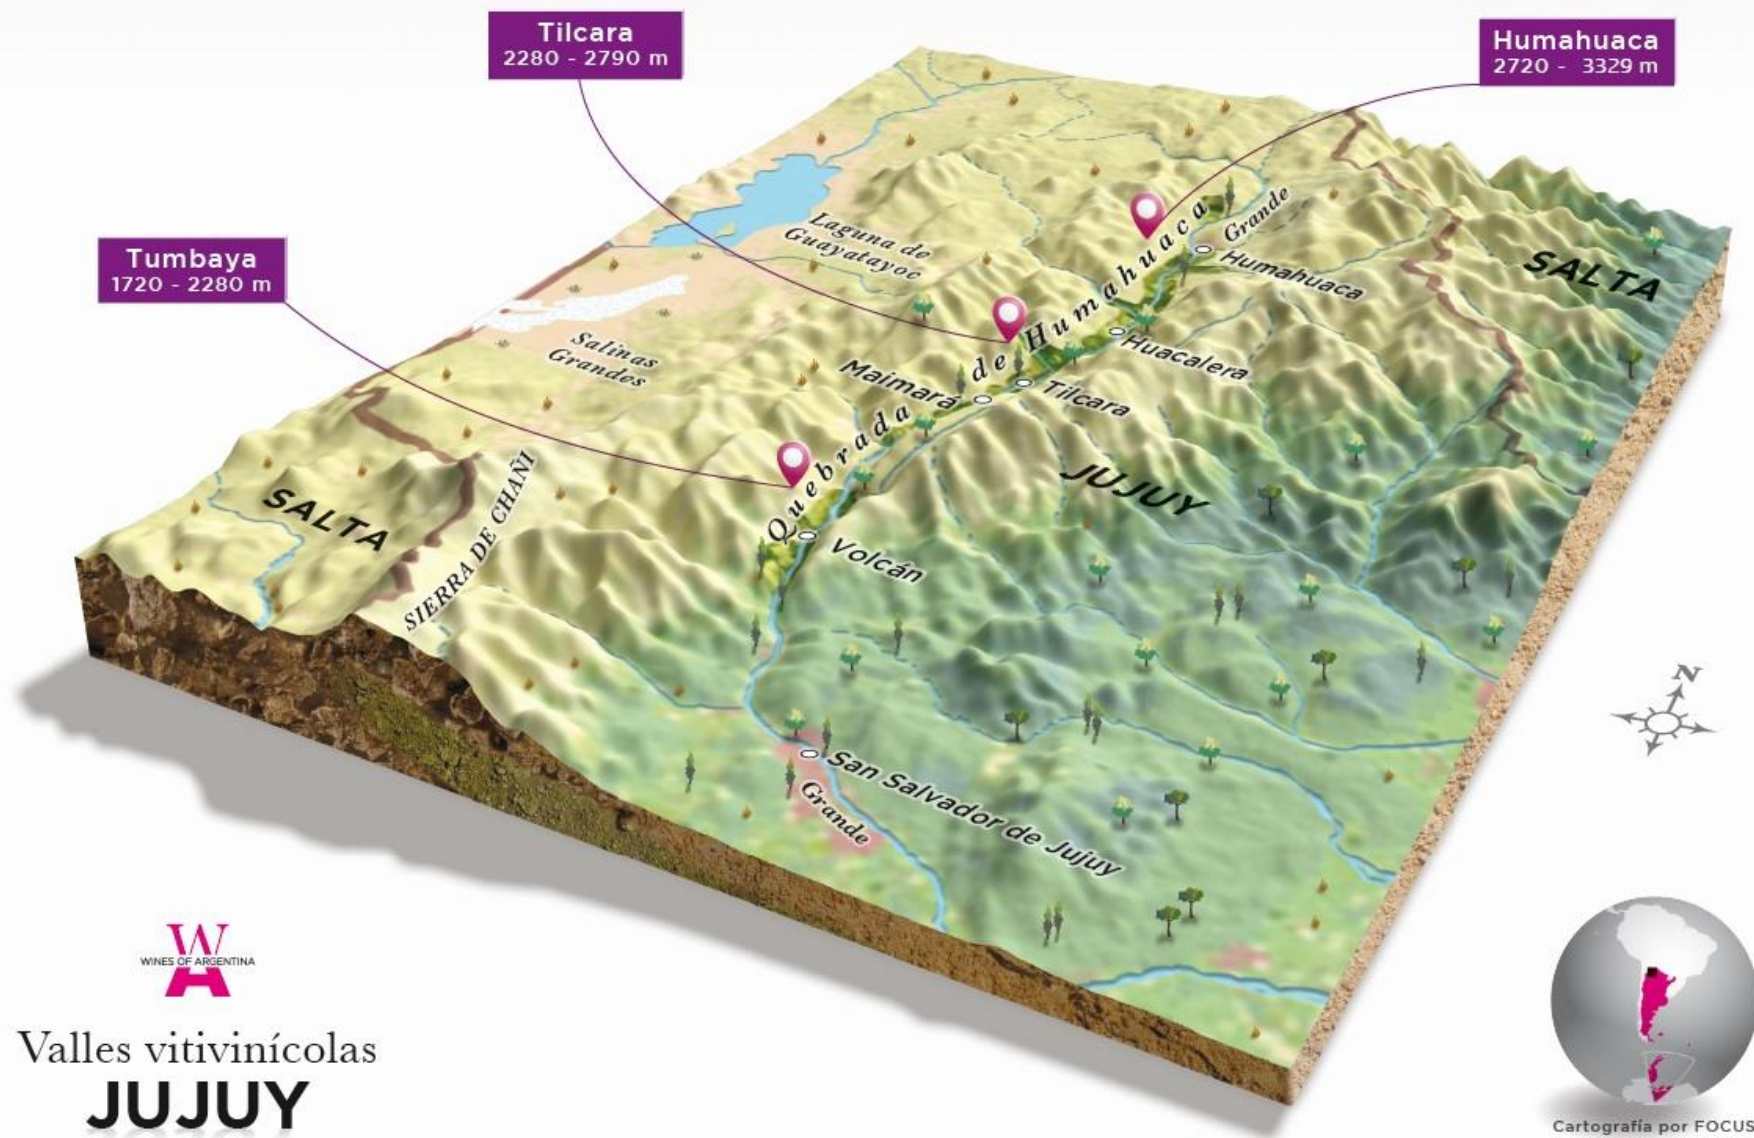 Tilcara
2280 - 2790 m
Humahuaca
2720 - 3329 m
Tumbaya
1720 - 2280 m
Laguna de
Guayatayoc
Grande
Humahuaca
SALTA
Salinas
Grandes
Quebrada de Humahuaca
Huacalera
Maimará
Tilcara
JUJUY
SALTA
SIERRA DE CHAÑI
Volcán
N
San Salvador de Jujuy
Grande
WA
WINES OF ARGENTINA
Valles vitivinícolas
JUJUY
Cartografía por FOCUS